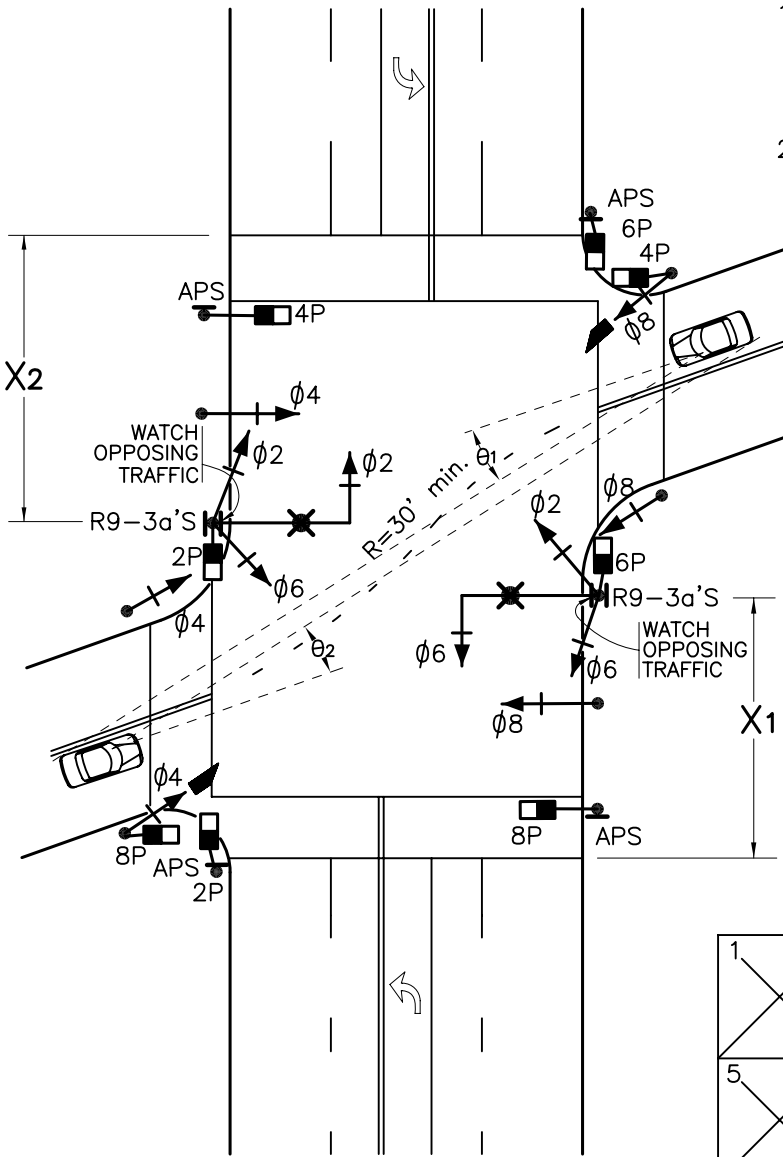 1
2
APS
6P
4P
APS
4P
ϕ8
X2
ϕ4
WATCH
OPPOSING
TRAFFIC
ϕ2
ϕ2
θ1
R=30' min.
ϕ2
ϕ8
R9-3a'S
2P
ϕ6
6P
R9-3a'S
ϕ4
WATCH
OPPOSING
TRAFFIC
θ2
ϕ6
ϕ6
ϕ8
X1
ϕ4
8P
APS
2P
8P
APS
1
5